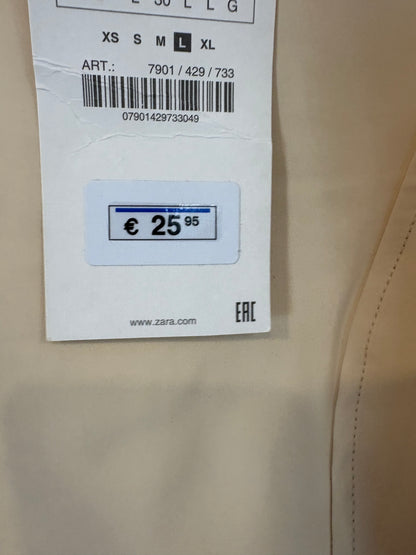 L L G
XS S M L XL
ART.: 7901 / 429 / 733
07901429733049
€ 25 95
www.zara.com
EAC